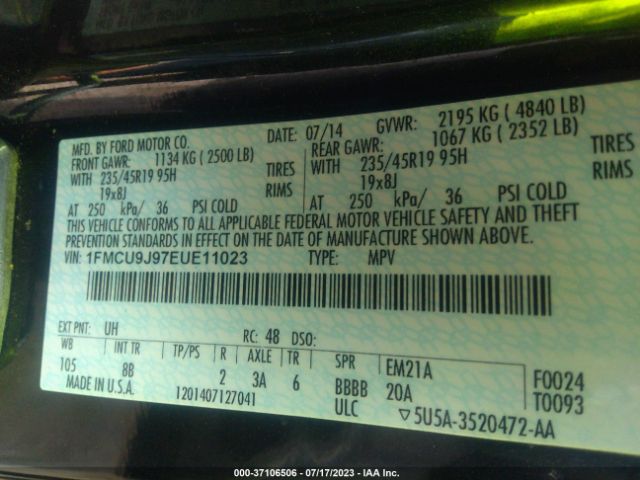 MFD. BY FORD MOTOR CO. DATE: 07/14 GVWR: 2195 KG ( 4840 LB)
FRONT GAWR: 1134 KG ( 2500 LB) REAR GAWR: 1067 KG ( 2352 LB)
WITH 235/45R19 95H TIRES WITH 235/45R19 95H TIRES
19x8J RIMS 19x8J RIMS
AT 250 kPa/ 36 PSI COLD AT 250 kPa/ 36 PSI COLD
THIS VEHICLE CONFORMS TO ALL APPLICABLE FEDERAL MOTOR VEHICLE SAFETY AND THEFT
PREVENTION STANDARDS IN EFFECT ON THE DATE OF MANUFACTURE SHOWN ABOVE.
VIN: 1FMCU9J97EUE11023 TYPE: MPV
EXT PNT: UH RC: 48 DSO:
WB INT TR TP/PS R AXLE TR SPR EM21A F0024
105 8B 2 3A 6 BBBB 20A T0093
MADE IN U.S.A. 1201407127041 ULC ▽5U5A-3520472-AA
000-37106506 - 07/17/2023 - IAA Inc.